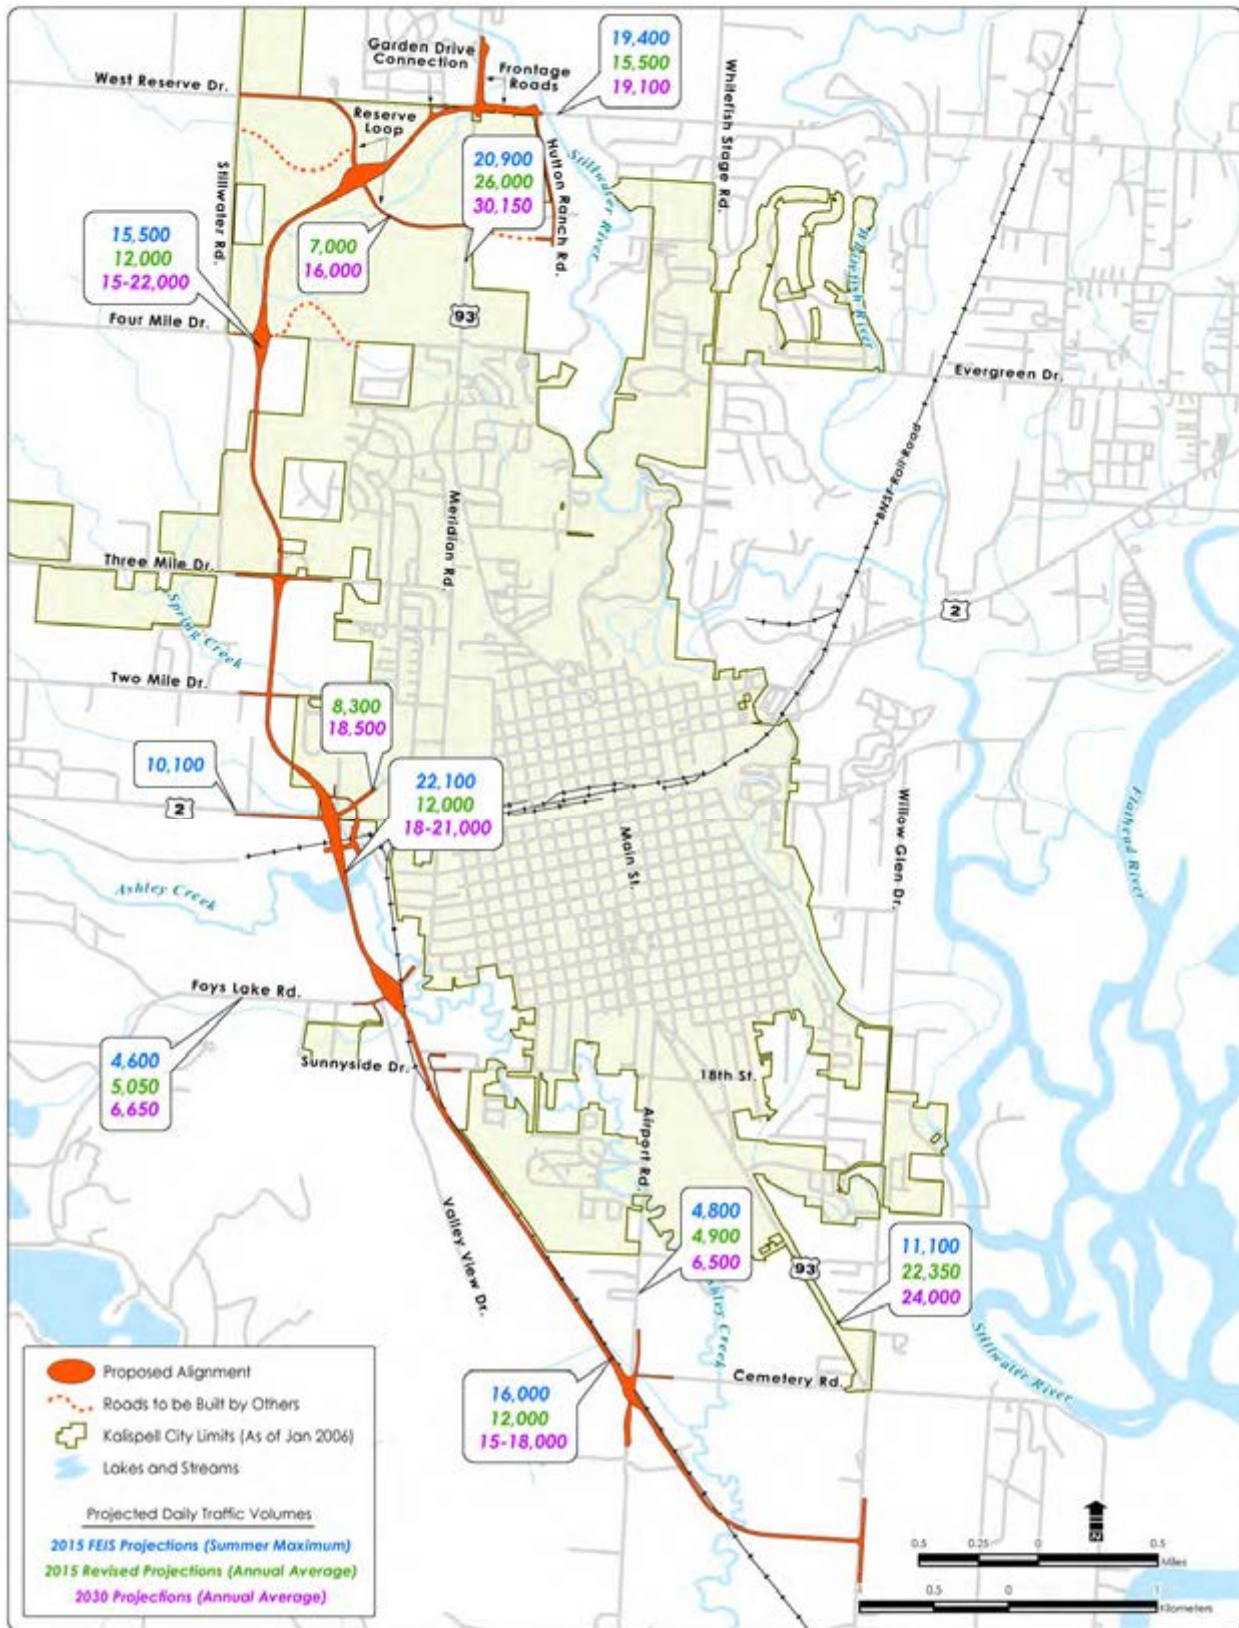 Garden Drive
Connection
Frontage
Roads
19,400
15,500
19,100
West Reserve Dr.
Reserve
Loop
Whitefish Stage Rd.
Stillwater Rd.
20,900
26,000
30,150
Hutton Ranch Rd.
Stillwater River
Whitefish River
15,500
12,000
15-22,000
7,000
16,000
Four Mile Dr.
93
Evergreen Dr.
BNSF Rail Road
Meridian Rd.
Three Mile Dr.
Spring Creek
2
Two Mile Dr.
8,300
18,500
10,100
2
22,100
12,000
18-21,000
Main St.
Willow Glen Dr.
Flathead River
Ashley Creek
Foys Lake Rd.
4,600
5,050
6,650
Sunnyside Dr.
18th St.
Airport Rd.
Valley View Dr.
4,800
4,900
6,500
Ashley Creek
93
11,100
22,350
24,000
Stillwater River
Cemetery Rd.
16,000
12,000
15-18,000
Proposed Alignment
Roads to be Built by Others
Kalispell City Limits (As of Jan 2006)
Lakes and Streams
Projected Daily Traffic Volumes
2015 FEIS Projections (Summer Maximum)
2015 Revised Projections (Annual Average)
2030 Projections (Annual Average)
N
0.5 0.25 0 0.5
Miles
1 0.5 0 1
Kilometers